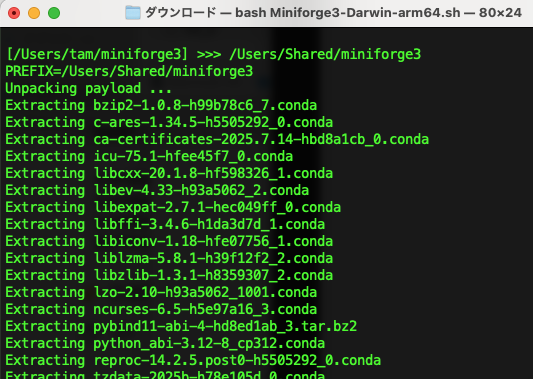 ダウンロード — bash Miniforge3-Darwin-arm64.sh — 80×24
[/Users/tam/miniforge3] >>> /Users/Shared/miniforge3
PREFIX=/Users/Shared/miniforge3
Unpacking payload ...
Extracting bzip2-1.0.8-h99b78c6_7.conda
Extracting c-ares-1.34.5-h5505292_0.conda
Extracting ca-certificates-2025.7.14-hbd8a1cb_0.conda
Extracting icu-75.1-hfee45f7_0.conda
Extracting libcxx-20.1.8-hf598326_1.conda
Extracting libev-4.33-h93a5062_2.conda
Extracting libexpat-2.7.1-hec049ff_0.conda
Extracting libffi-3.4.6-h1da3d7d_1.conda
Extracting libiconv-1.18-hfe07756_1.conda
Extracting liblzma-5.8.1-h39f12f2_2.conda
Extracting libzlib-1.3.1-h8359307_2.conda
Extracting lzo-2.10-h93a5062_1001.conda
Extracting ncurses-6.5-h5e97a16_3.conda
Extracting pybind11-abi-4-hd8ed1ab_3.tar.bz2
Extracting python_abi-3.12-8_cp312.conda
Extracting reproc-14.2.5.post0-h5505292_0.conda
Extracting tzdata-2025b-h78e105d_0.conda